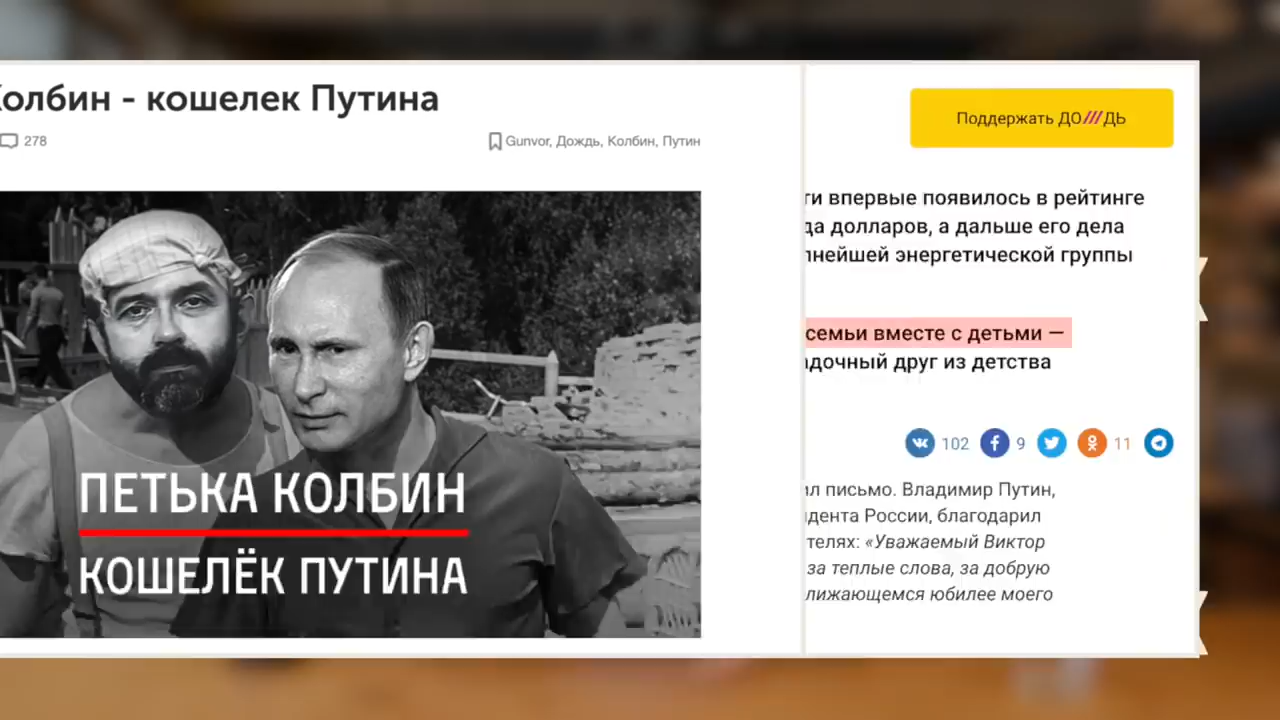 Колбин - кошелек Путина
278
Gunvor, Дождь, Колбин, Путин
ПЕТЬКА КОЛБИН
КОШЕЛЁК ПУТИНА
Поддержать ДО///ДЬ
ти впервые появилось в рейтинге
да долларов, а дальше его дела
пнейшей энергетической группы
семьи вместе с детьми —
адочный друг из детства
102 9 11
ил письмо. Владимир Путин,
идента России, благодарил
телях: «Уважаемый Виктор
за теплые слова, за добрую
лижающемся юбилее моего